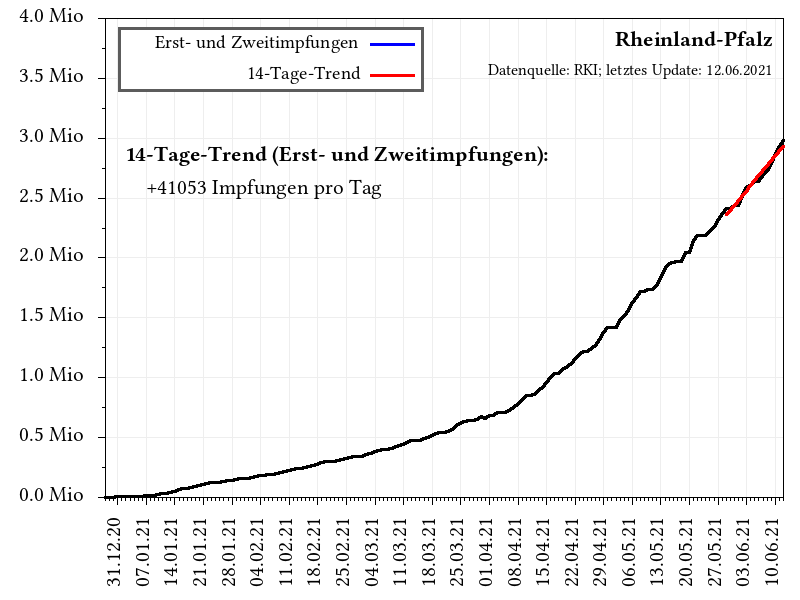 4.0 Mio
3.5 Mio
3.0 Mio
2.5 Mio
2.0 Mio
1.5 Mio
1.0 Mio
0.5 Mio
0.0 Mio
Erst- und Zweitimpfungen
14-Tage-Trend
Rheinland-Pfalz
Datenquelle: RKI; letztes Update: 12.06.2021
14-Tage-Trend (Erst- und Zweitimpfungen):
+41053 Impfungen pro Tag
31.12.20
07.01.21
14.01.21
21.01.21
28.01.21
04.02.21
11.02.21
18.02.21
25.02.21
04.03.21
11.03.21
18.03.21
25.03.21
01.04.21
08.04.21
15.04.21
22.04.21
29.04.21
06.05.21
13.05.21
20.05.21
27.05.21
03.06.21
10.06.21